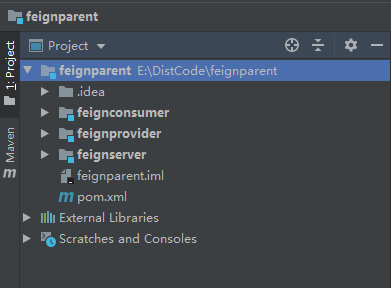 feignparent
Project
feignparent E:\DistCode\feignparent
.idea
feignconsumer
feignprovider
feignserver
feignparent.iml
pom.xml
External Libraries
Scratches and Consoles
1: Project
Maven
m